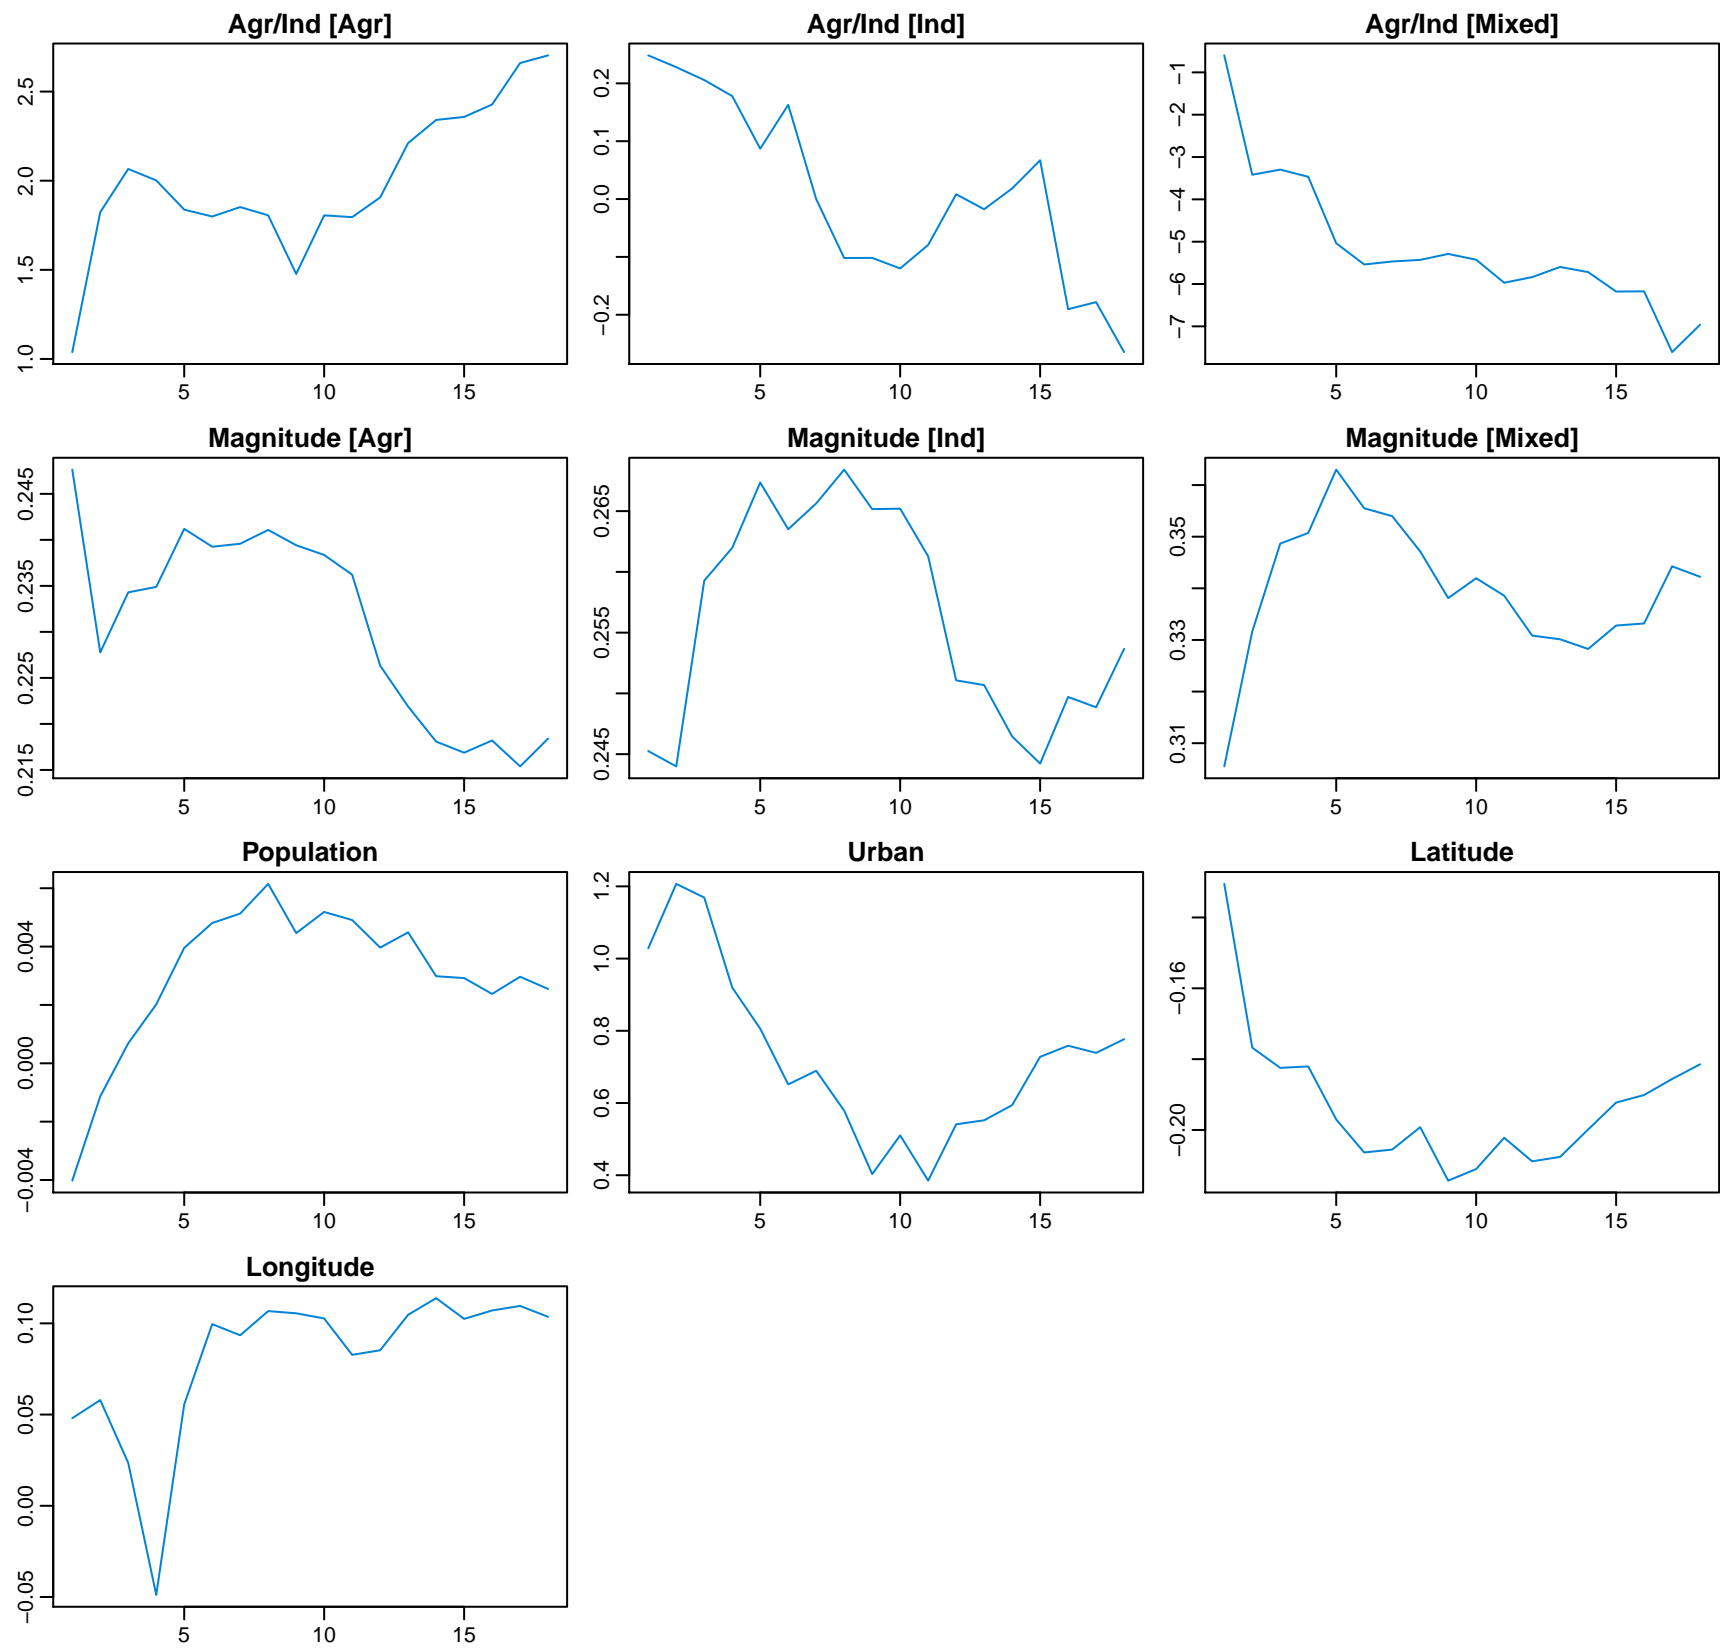 Agr/Ind [Agr] Agr/Ind [Ind] Agr/Ind [Mixed]
1.0 1.5 2.0 2.5
−0.2 0.0 0.1 0.2
−7 −6 −5 −4 −3 −2 −1
5 10 15 5 10 15 5 10 15
Magnitude [Agr] Magnitude [Ind] Magnitude [Mixed]
0.215 0.225 0.235 0.245
0.245 0.255 0.265
0.31 0.33 0.35
5 10 15 5 10 15 5 10 15
Population Urban Latitude
−0.004 0.000 0.004
0.4 0.6 0.8 1.0 1.2
−0.20 −0.16
5 10 15 5 10 15 5 10 15
Longitude
−0.05 0.00 0.05 0.10
5 10 15